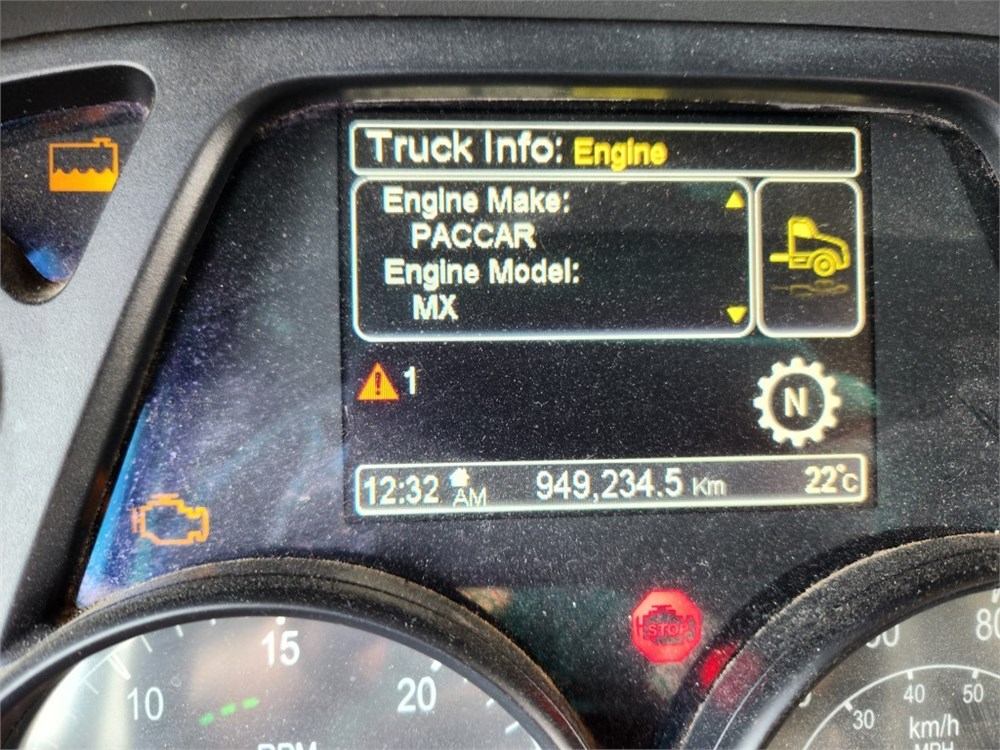 Truck Info: Engine
Engine Make:
PACCAR
Engine Model:
MX
1
N
12:32 AM 949,234.5 Km 22°C
STOP
15
10
20
80
40
50
30
km/h